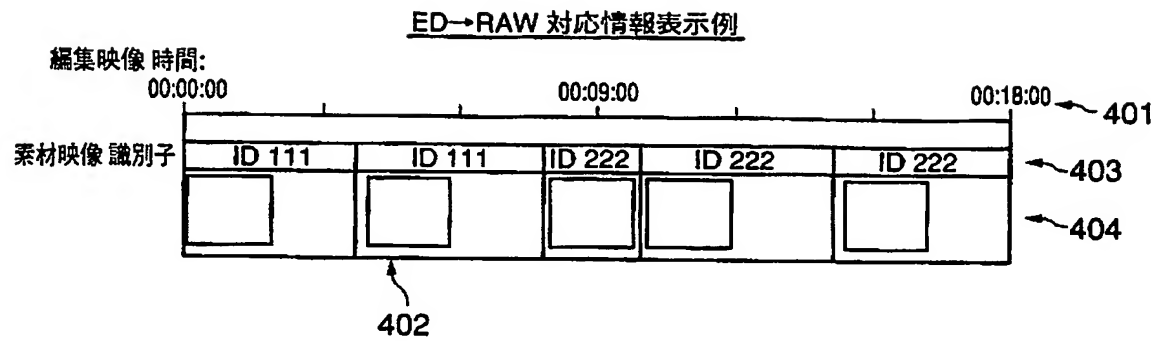 ED→RAW 対応情報表示例
編集映像 時間:
00:00:00 00:09:00 00:18:00 401
素材映像 識別子 ID 111 ID 111 ID 222 ID 222 ID 222 403
404
402